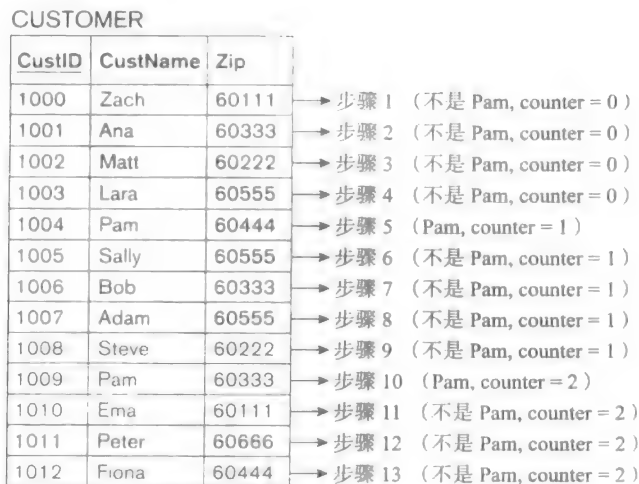 CUSTOMER
CustID CustName Zip
1000 Zach 60111 步骤 1 (不是 Pam, counter = 0)
1001 Ana 60333 步骤 2 (不是 Pam, counter = 0)
1002 Matt 60222 步骤 3 (不是 Pam, counter = 0)
1003 Lara 60555 步骤 4 (不是 Pam, counter = 0)
1004 Pam 60444 步骤 5 (Pam, counter = 1)
1005 Sally 60555 步骤 6 (不是 Pam, counter = 1)
1006 Bob 60333 步骤 7 (不是 Pam, counter = 1)
1007 Adam 60555 步骤 8 (不是 Pam, counter = 1)
1008 Steve 60222 步骤 9 (不是 Pam, counter = 1)
1009 Pam 60333 步骤 10 (Pam, counter = 2)
1010 Ema 60111 步骤 11 (不是 Pam, counter = 2)
1011 Peter 60666 步骤 12 (不是 Pam, counter = 2)
1012 Fiona 60444 步骤 13 (不是 Pam, counter = 2)